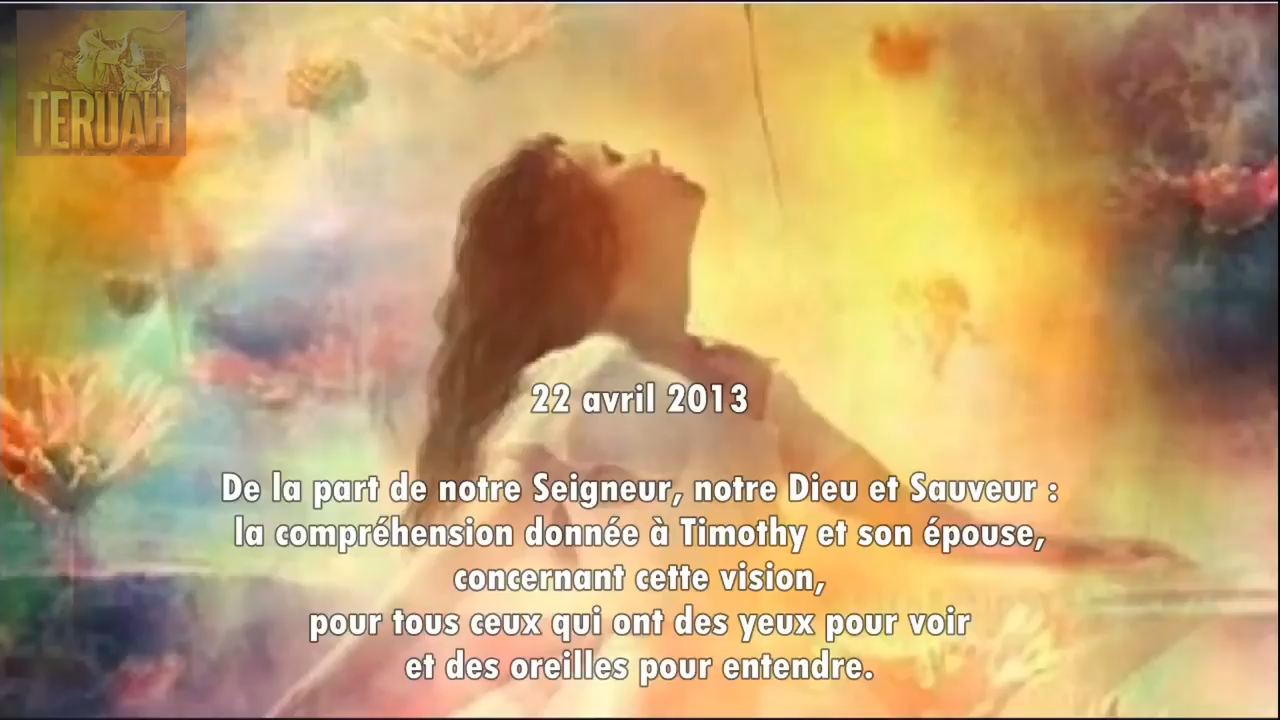 TERUAH
22 avril 2013
De la part de notre Seigneur, notre Dieu et Sauveur :
la compréhension donnée à Timothy et son épouse,
concernant cette vision,
pour tous ceux qui ont des yeux pour voir
et des oreilles pour entendre.